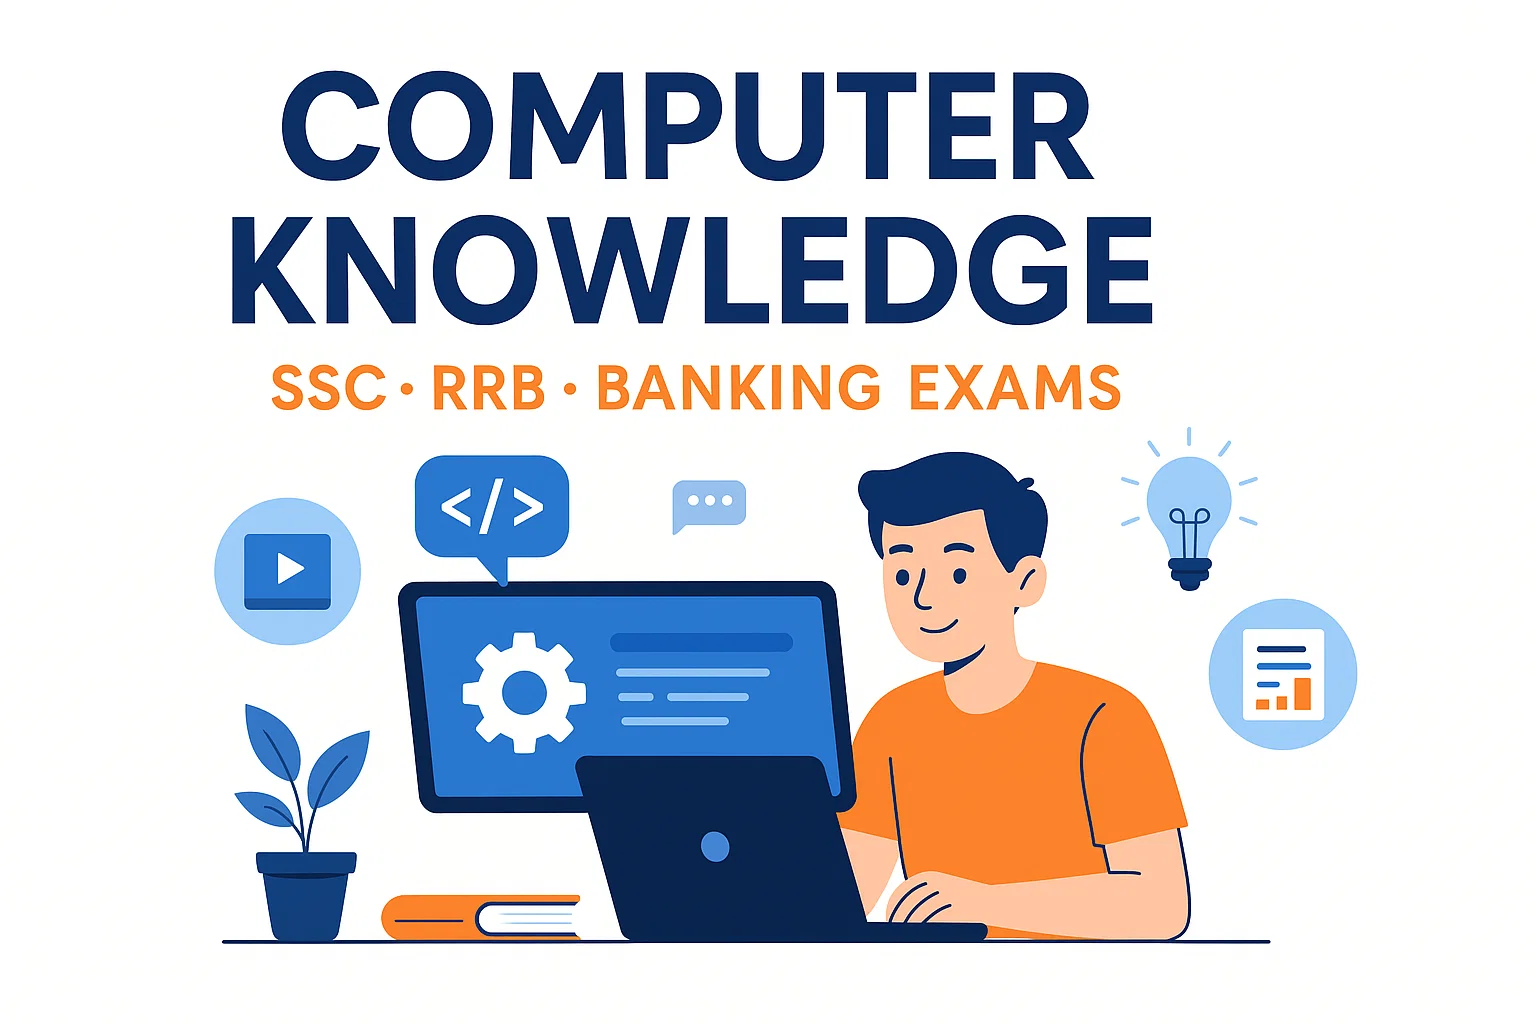 COMPUTER
KNOWLEDGE
SSC · RRB · BANKING EXAMS
</>